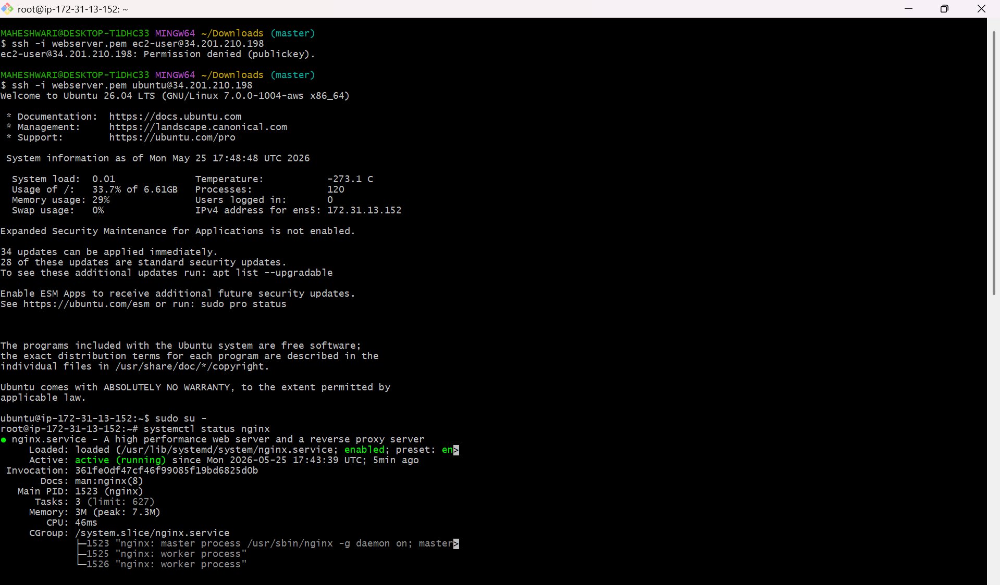 root@ip-172-31-13-152: ~
MAHESHWARI@DESKTOP-T1DHC33 MINGW64 ~/Downloads (master)
$ ssh -i webserver.pem ec2-user@34.201.210.198
ec2-user@34.201.210.198: Permission denied (publickey).
MAHESHWARI@DESKTOP-T1DHC33 MINGW64 ~/Downloads (master)
$ ssh -i webserver.pem ubuntu@34.201.210.198
Welcome to Ubuntu 26.04 LTS (GNU/Linux 7.0.0-1004-aws x86_64)
* Documentation:  https://docs.ubuntu.com
* Management:     https://landscape.canonical.com
* Support:        https://ubuntu.com/pro
System information as of Mon May 25 17:48:48 UTC 2026
System load:  0.01              Temperature:           -273.1 C
Usage of /:   33.7% of 6.61GB   Processes:             120
Memory usage: 29%               Users logged in:       0
Swap usage:   0%                IPv4 address for ens5: 172.31.13.152
Expanded Security Maintenance for Applications is not enabled.
34 updates can be applied immediately.
28 of these updates are standard security updates.
To see these additional updates run: apt list --upgradable
Enable ESM Apps to receive additional future security updates.
See https://ubuntu.com/esm or run: sudo pro status
The programs included with the Ubuntu system are free software;
the exact distribution terms for each program are described in the
individual files in /usr/share/doc/*/copyright.
Ubuntu comes with ABSOLUTELY NO WARRANTY, to the extent permitted by
applicable law.
ubuntu@ip-172-31-13-152:~$ sudo su -
root@ip-172-31-13-152:~# systemctl status nginx
● nginx.service - A high performance web server and a reverse proxy server
Loaded: loaded (/usr/lib/systemd/system/nginx.service; enabled; preset: en>
Active: active (running) since Mon 2026-05-25 17:43:39 UTC; 5min ago
Invocation: 361fe0df47cf46f99085f19bd6825d0b
Docs: man:nginx(8)
Main PID: 1523 (nginx)
Tasks: 3 (limit: 627)
Memory: 3M (peak: 7.3M)
CPU: 46ms
CGroup: /system.slice/nginx.service
├─1523 "nginx: master process /usr/sbin/nginx -g daemon on; master>
├─1525 "nginx: worker process"
└─1526 "nginx: worker process"